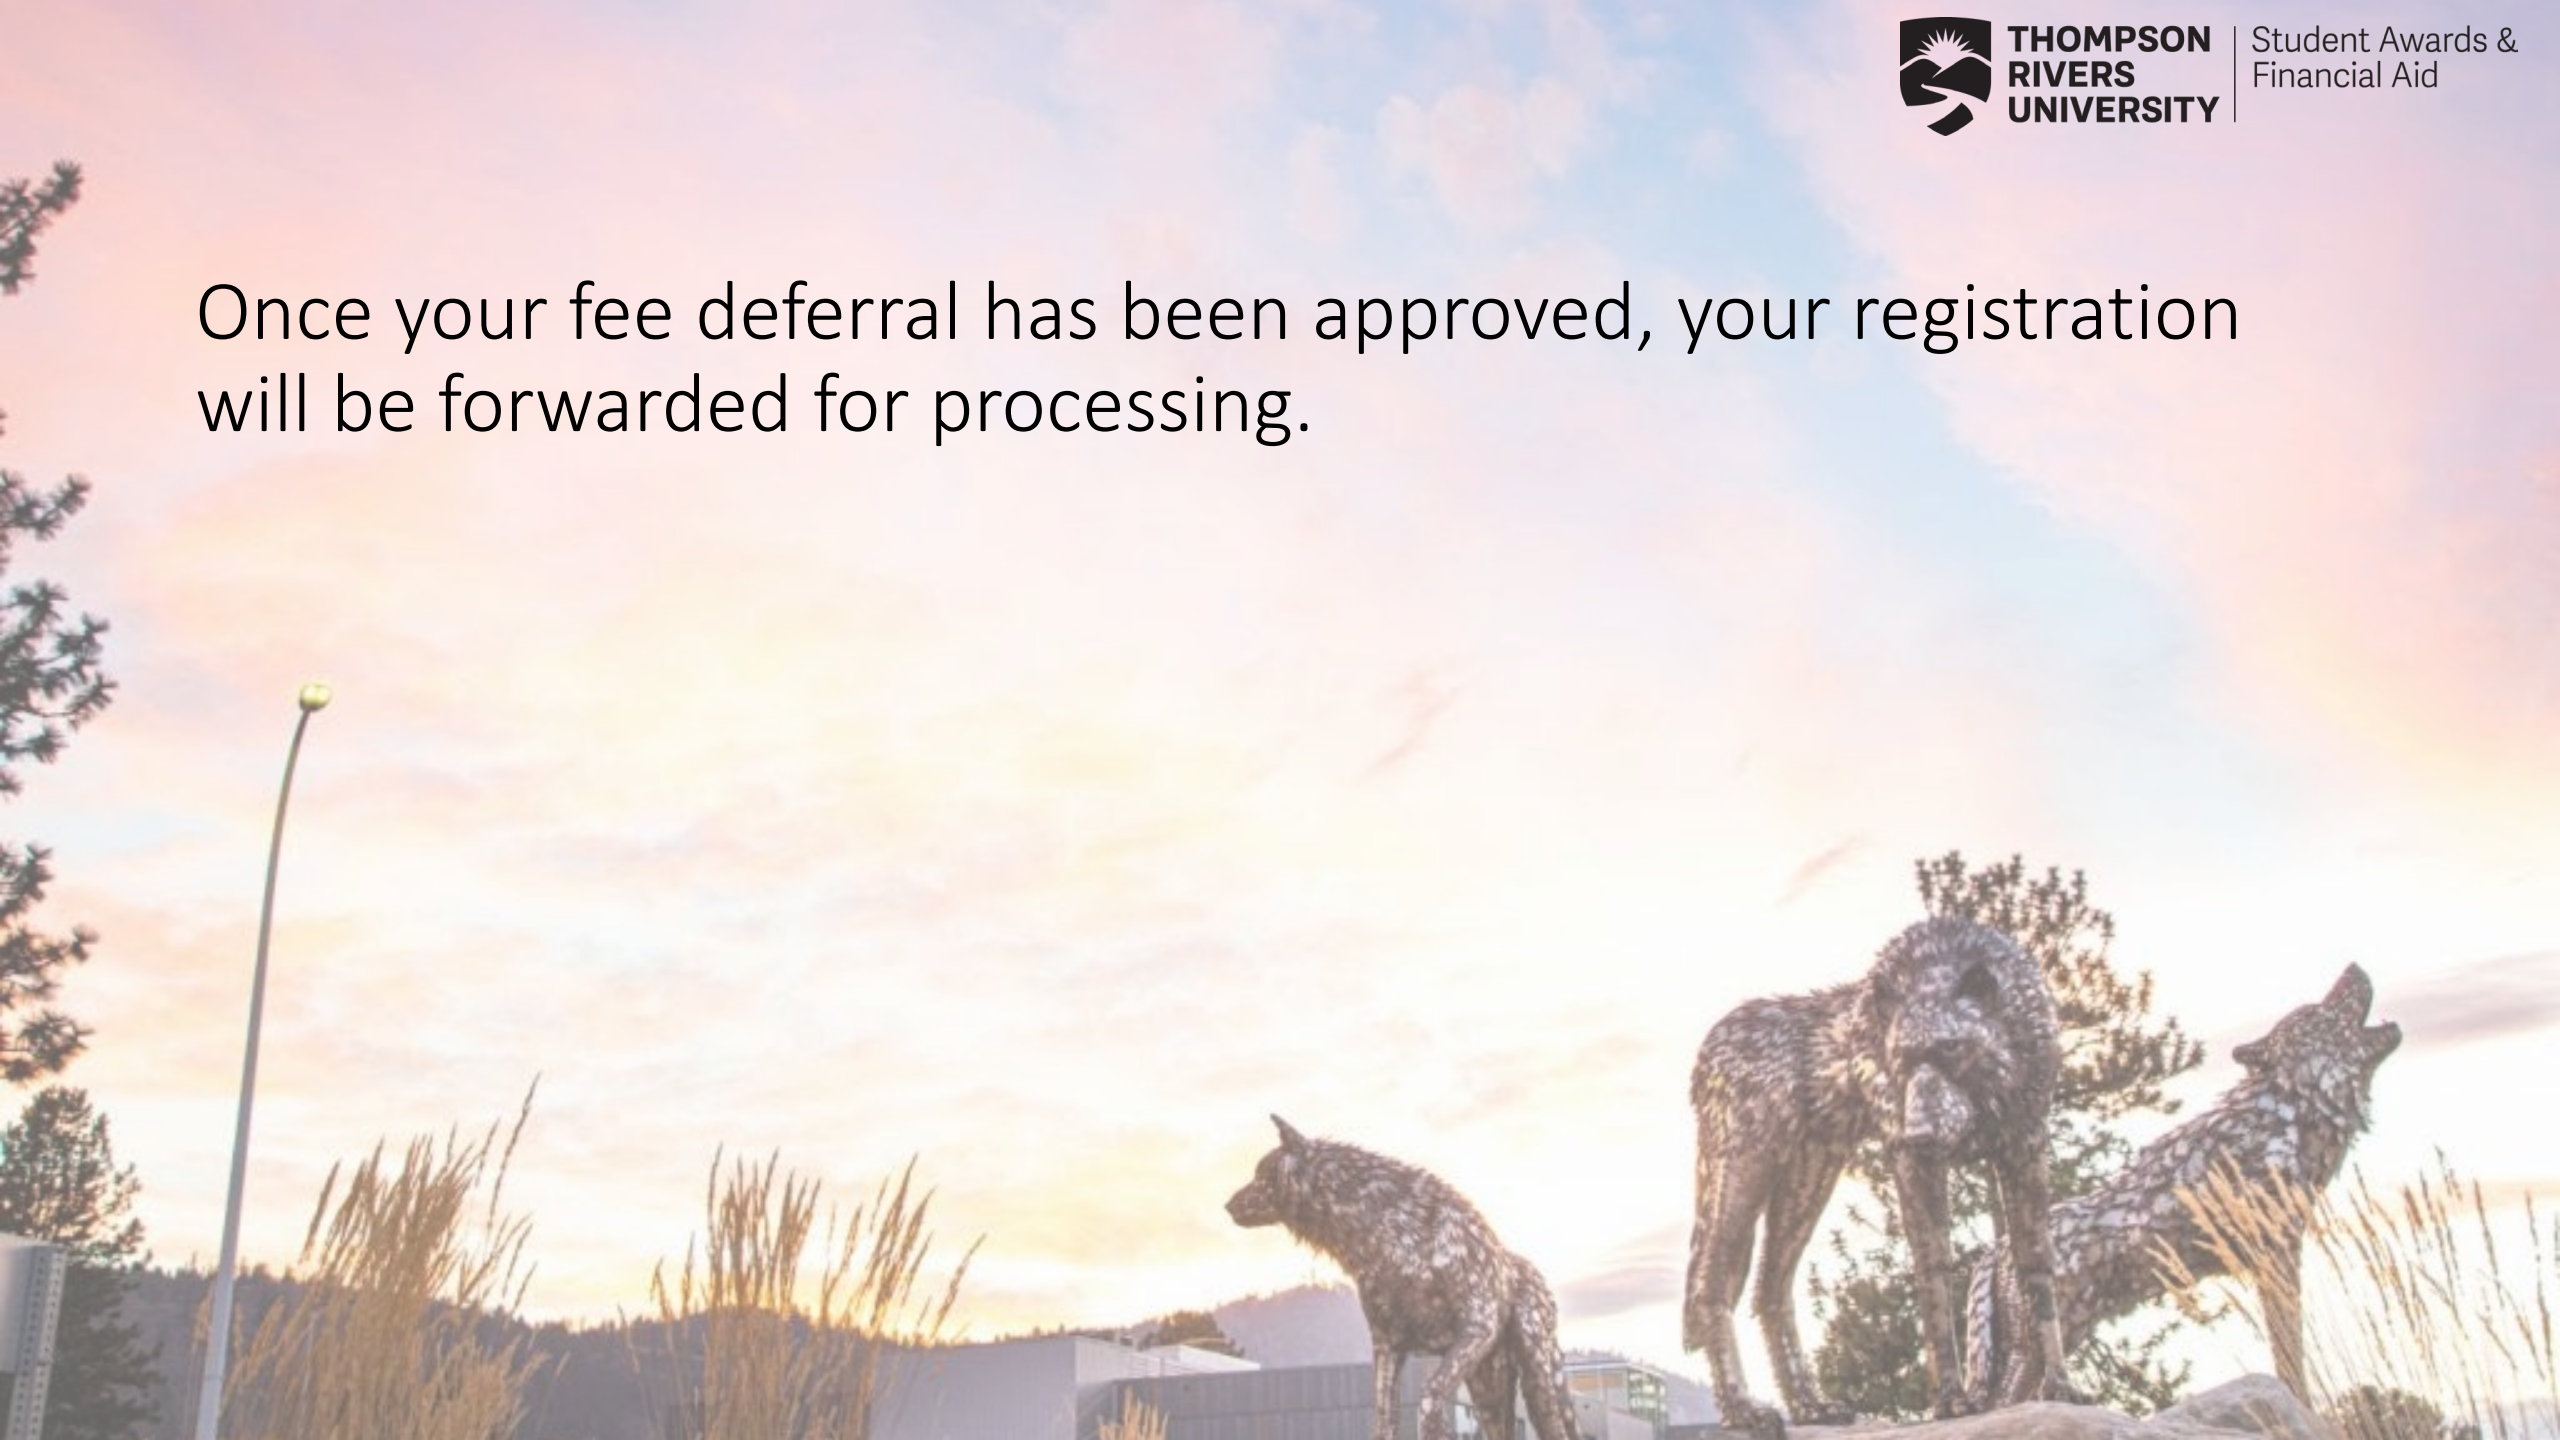 THOMPSON
RIVERS
UNIVERSITY
Student Awards &
Financial Aid
Once your fee deferral has been approved, your registration
will be forwarded for processing.